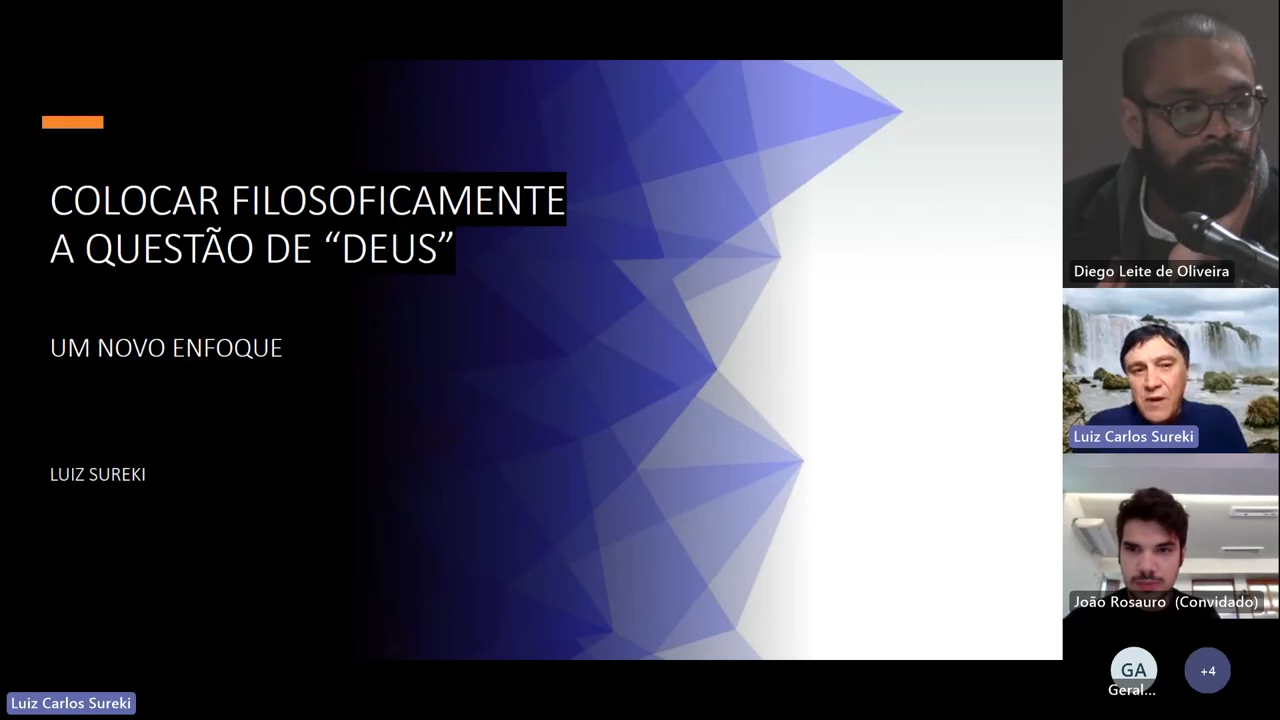 COLOCAR FILOSOFICAMENTE
A QUESTÃO DE “DEUS”
UM NOVO ENFOQUE
LUIZ SUREKI
Diego Leite de Oliveira
Luiz Carlos Sureki
João Rosauro (Convidado)
GA
Geral...
+4
Luiz Carlos Sureki